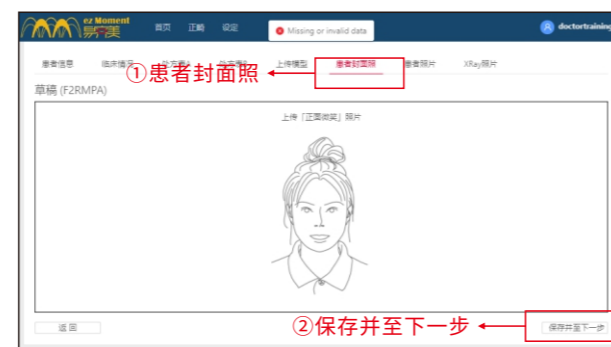 ez Moment
易安美
首页 正畸 设定
Missing or invalid data
doctortraining
患者信息 临床情况 上传模型 患者封面照 患者照片 XRay照片
①患者封面照
草稿 (F2RMPA)
上传「正面微笑」照片
返回
②保存并至下一步
保存并至下一步